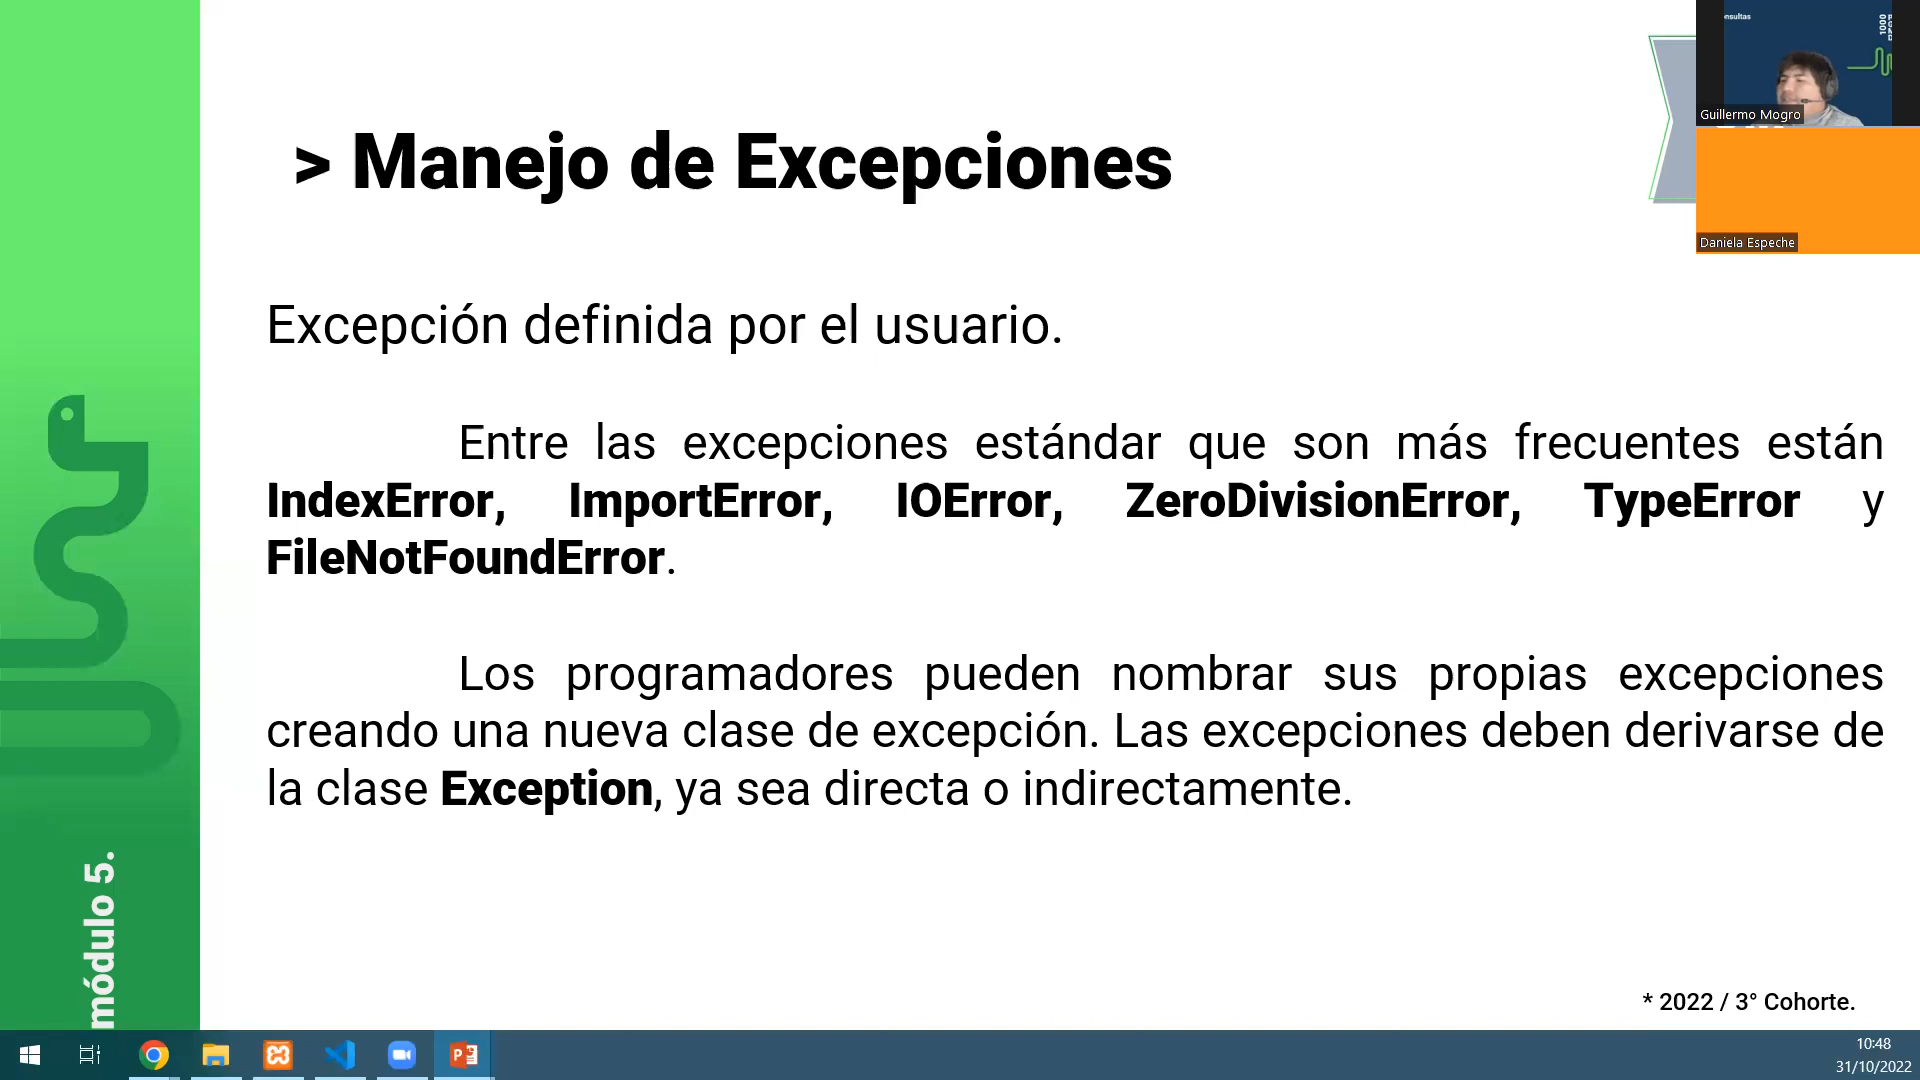 nsultas
1000
Guillermo Mogro
Daniela Espeche
> Manejo de Excepciones
Excepción definida por el usuario.
Entre las excepciones estándar que son más frecuentes están
IndexError, ImportError, IOError, ZeroDivisionError, TypeError y
FileNotFoundError.
Los programadores pueden nombrar sus propias excepciones
creando una nueva clase de excepción. Las excepciones deben derivarse de
la clase Exception, ya sea directa o indirectamente.
módulo 5.
* 2022 / 3° Cohorte.
10:48
31/10/2022